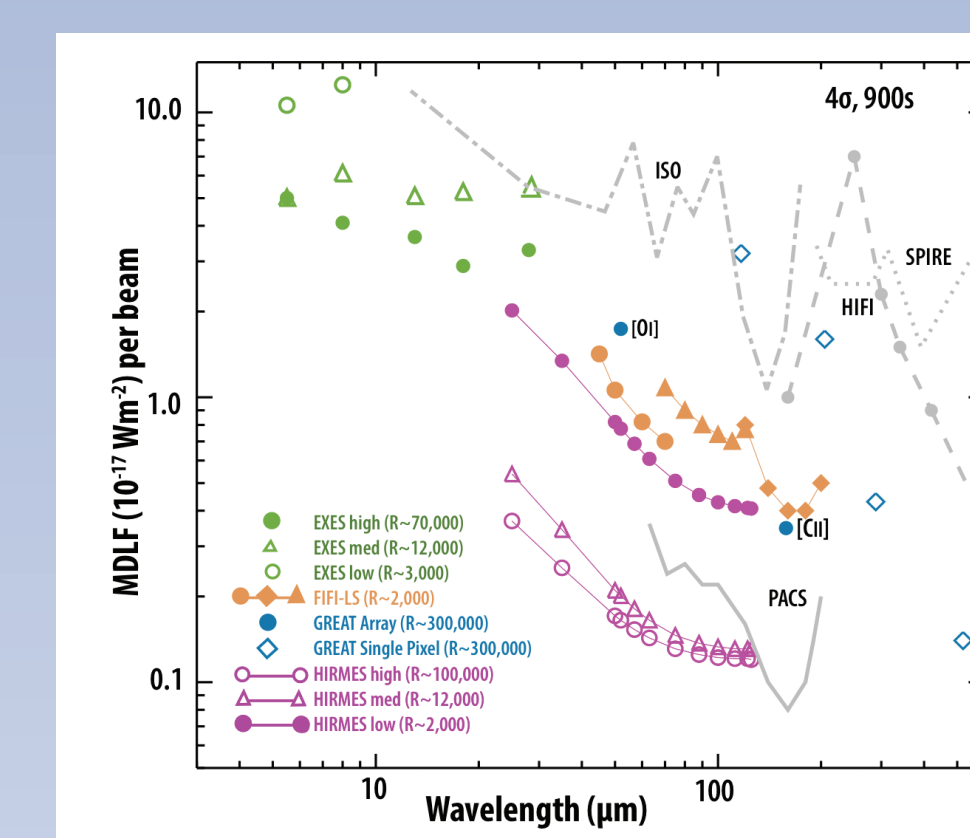 4σ, 900s
10.0
ISO
SPIRE
HIFI
[OI]
1.0
MDLF (10-17 Wm-2) per beam
EXES high (R~70,000)
[CII]
EXES med (R~12,000)
EXES low (R~3,000)
FIFI-LS (R~2,000)
PACS
GREAT Array (R~300,000)
GREAT Single Pixel (R~300,000)
HIRMES high (R~100,000)
0.1
HIRMES med (R~12,000)
HIRMES low (R~2,000)
10
100
Wavelength (μm)